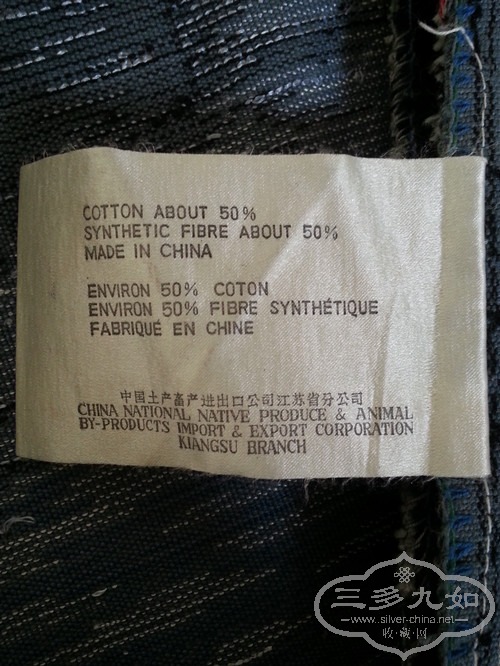 COTTON ABOUT 50%
SYNTHETIC FIBRE ABOUT 50%
MADE IN CHINA
ENVIRON 50% COTON
ENVIRON 50% FIBRE SYNTHÉTIQUE
FABRIQUÉ EN CHINE
中国土产畜产进出口公司江苏省分公司
CHINA NATIONAL NATIVE PRODUCE & ANIMAL
BY-PRODUCTS IMPORT & EXPORT CORPORATION
KIANGSU BRANCH
三多九如
www.silver-china.net
收·藏·网